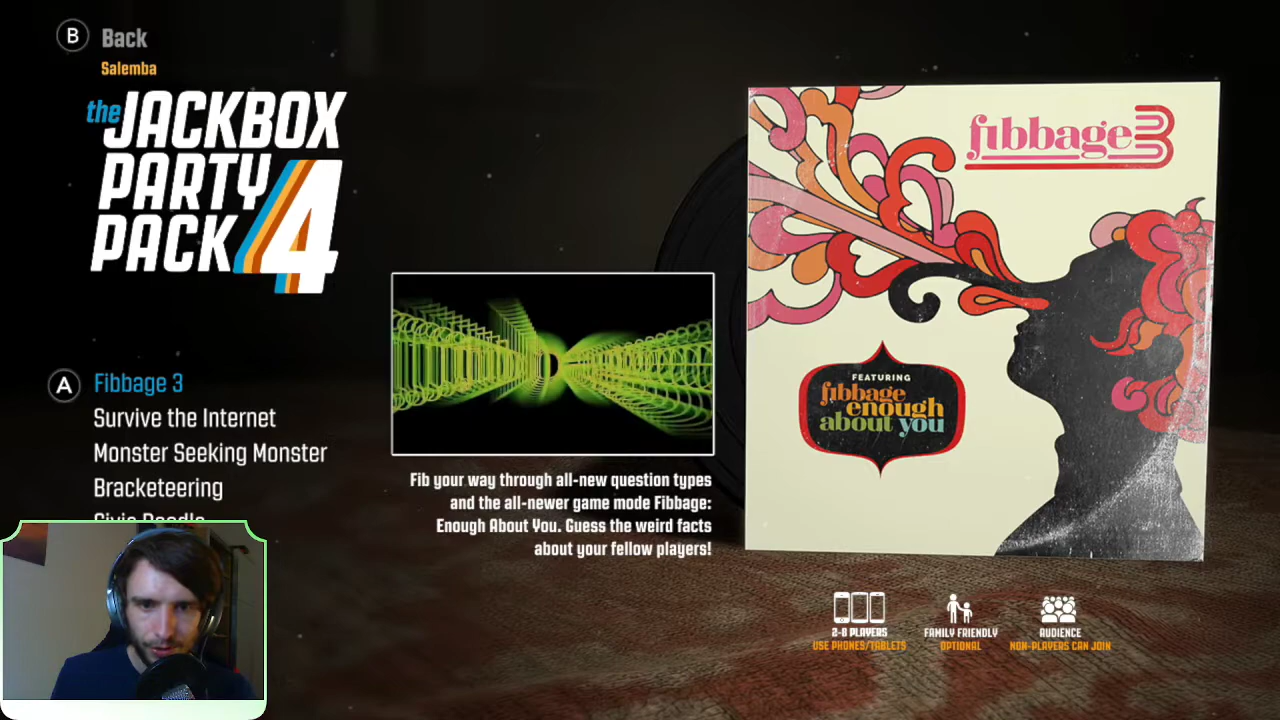 B Back
Salemba
the JACKBOX
PARTY
PACK 4
A Fibbage 3
Survive the Internet
Monster Seeking Monster
Bracketeering
Civic Doodle
Fib your way through all-new question types
and the all-newer game mode Fibbage:
Enough About You. Guess the weird facts
about your fellow players!
fibbage 3
FEATURING
fibbage
enough
about you
2-8 PLAYERS
USE PHONES/TABLETS
FAMILY FRIENDLY
OPTIONAL
AUDIENCE
NON-PLAYERS CAN JOIN